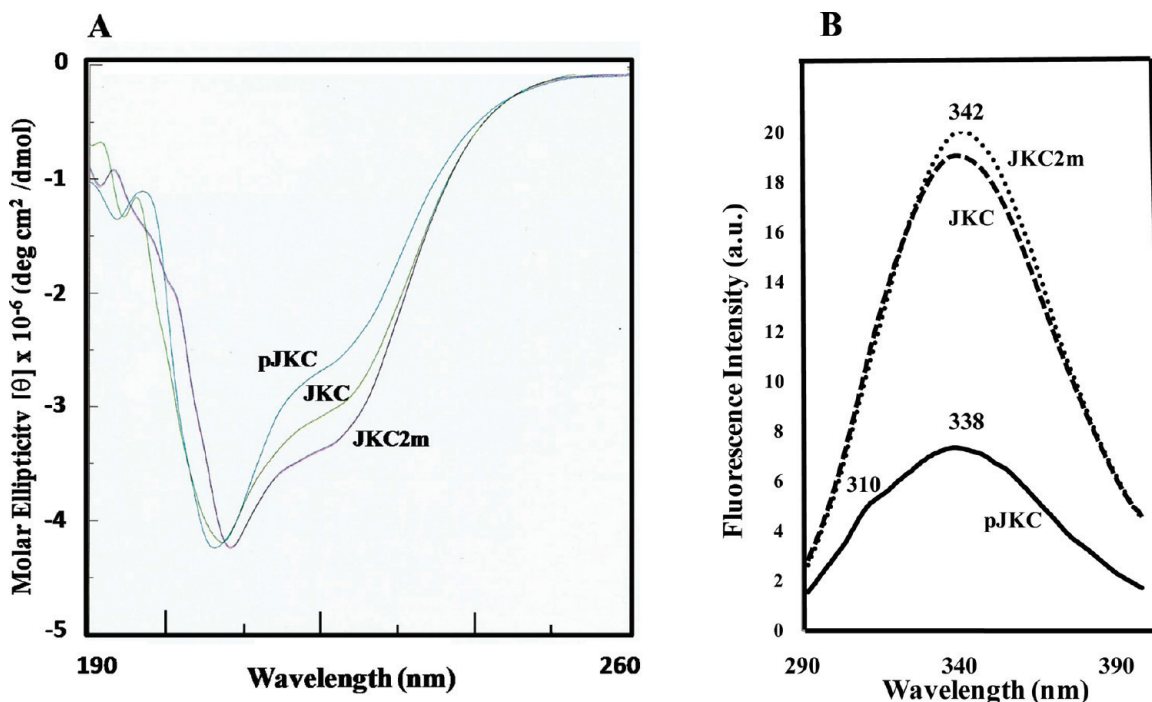 A
0
-1
-2
-3
-4
-5
Molar Ellipticity [θ] x 10⁻⁶ (deg cm² /dmol)
pJKC
JKC
JKC2m
190
260
Wavelength (nm)
B
342
JKC2m
JKC
338
310
pJKC
20
18
16
14
12
10
8
6
4
2
0
Fluorescence Intensity (a.u.)
290
340
390
Wavelength (nm)